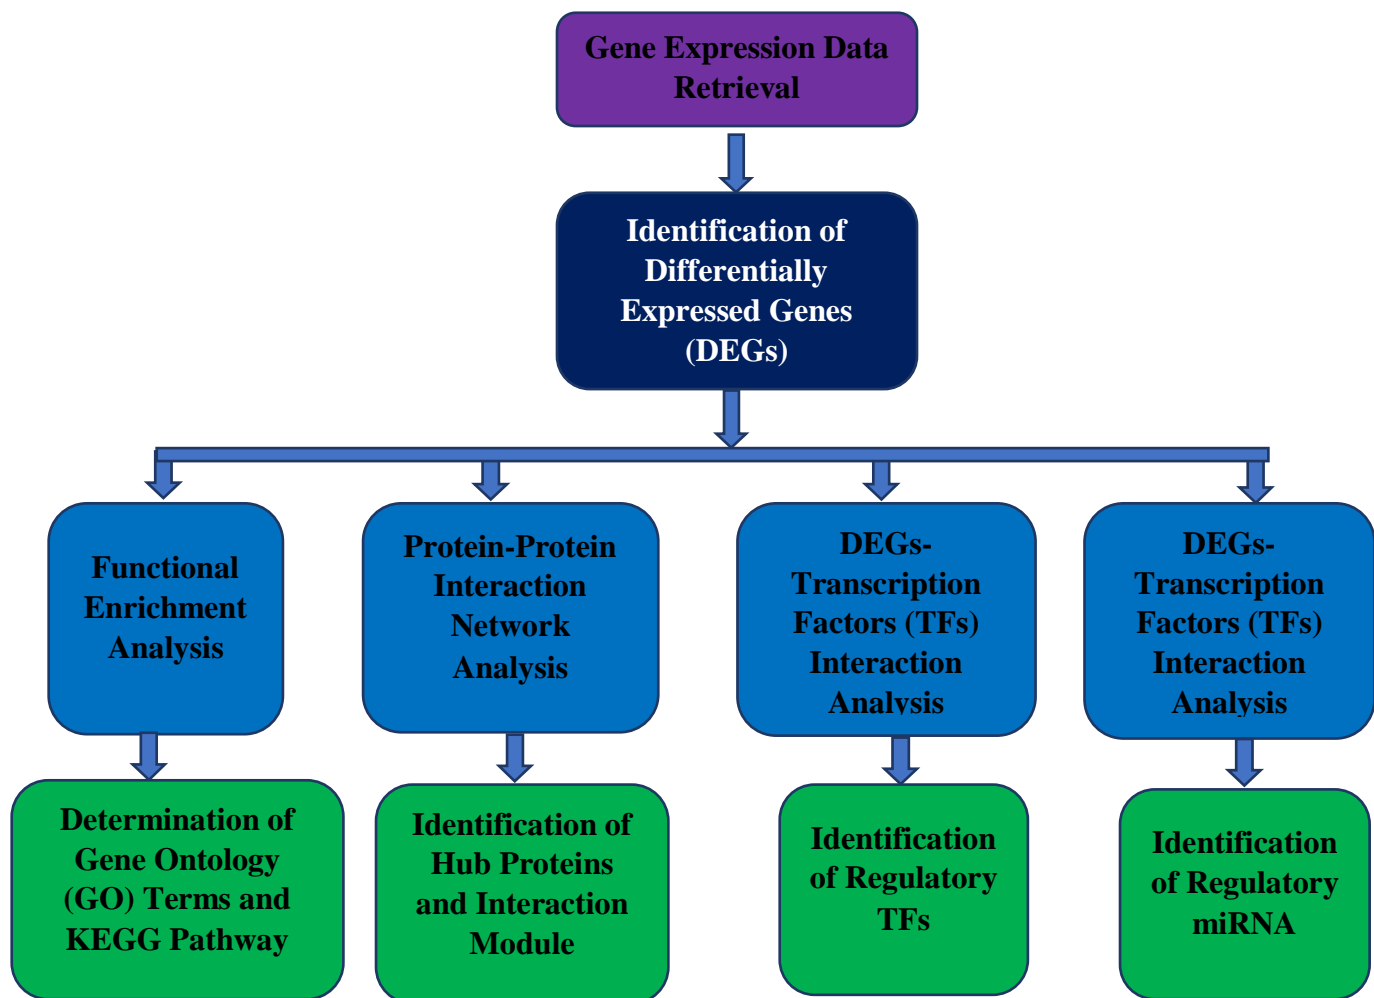 Gene Expression Data
Retrieval
Identification of
Differentially
Expressed Genes
(DEGs)
Functional
Enrichment
Analysis
Protein-Protein
Interaction
Network
Analysis
DEGs-
Transcription
Factors (TFs)
Interaction
Analysis
DEGs-
Transcription
Factors (TFs)
Interaction
Analysis
Determination of
Gene Ontology
(GO) Terms and
KEGG Pathway
Identification of
Hub Proteins
and Interaction
Module
Identification
of Regulatory
TFs
Identification
of Regulatory
miRNA